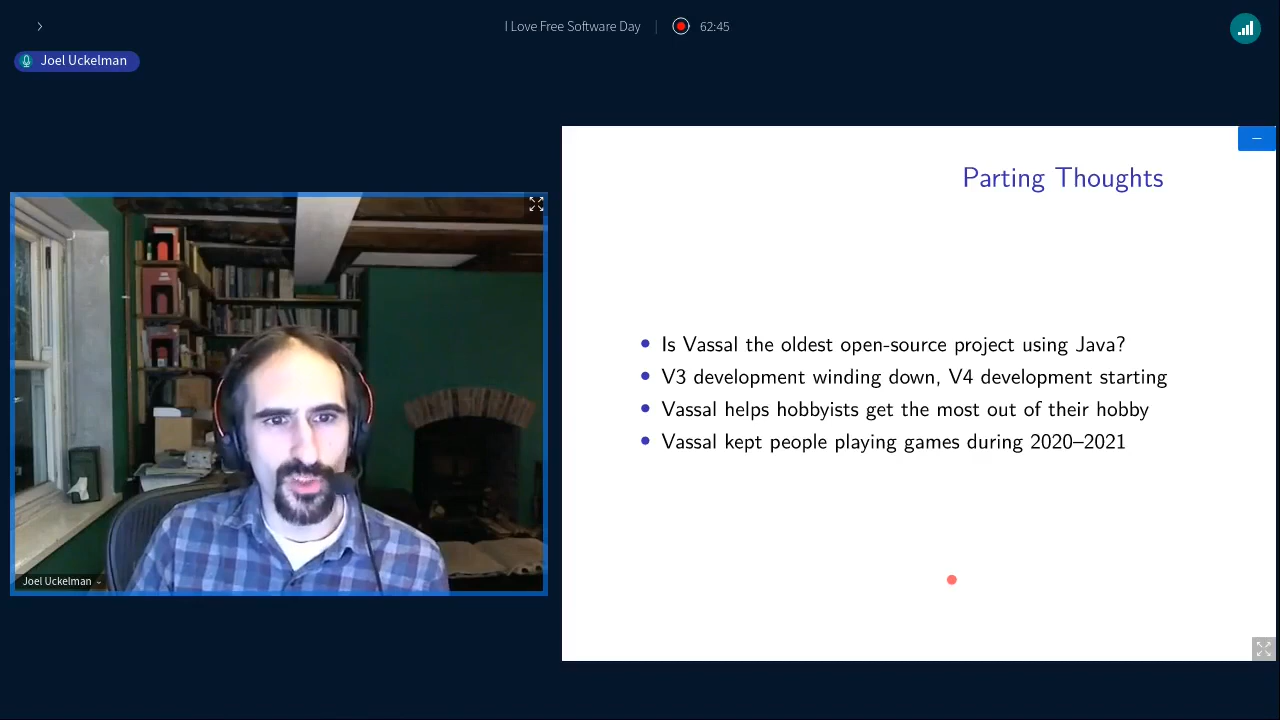 I Love Free Software Day
62:45
Joel Uckelman
Parting Thoughts
Is Vassal the oldest open-source project using Java?
V3 development winding down, V4 development starting
Vassal helps hobbyists get the most out of their hobby
Vassal kept people playing games during 2020–2021
Joel Uckelman